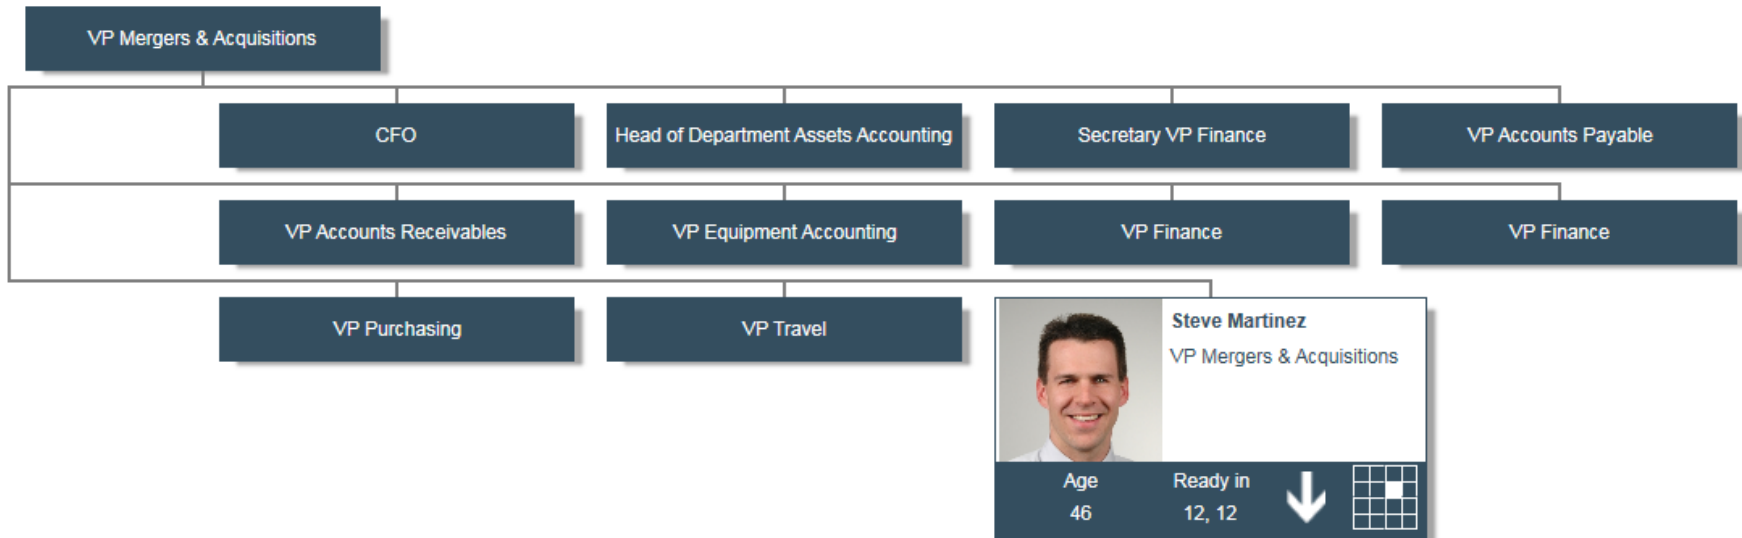 VP Mergers & Acquisitions
CFO
Head of Department Assets Accounting
Secretary VP Finance
VP Accounts Payable
VP Accounts Receivables
VP Equipment Accounting
VP Finance
VP Finance
VP Purchasing
VP Travel
Steve Martinez
VP Mergers & Acquisitions
Age
46
Ready in
12, 12